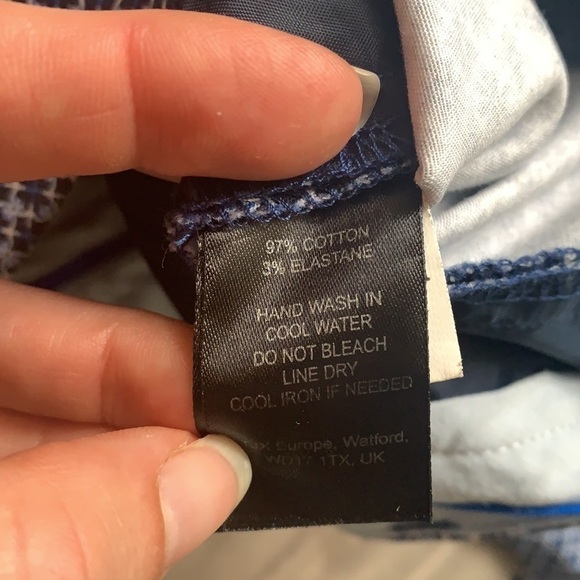 97% COTTON
3% ELASTANE
HAND WASH IN
COOL WATER
DO NOT BLEACH
LINE DRY
COOL IRON IF NEEDED
Europe, Watford,
WD17 1TX, UK